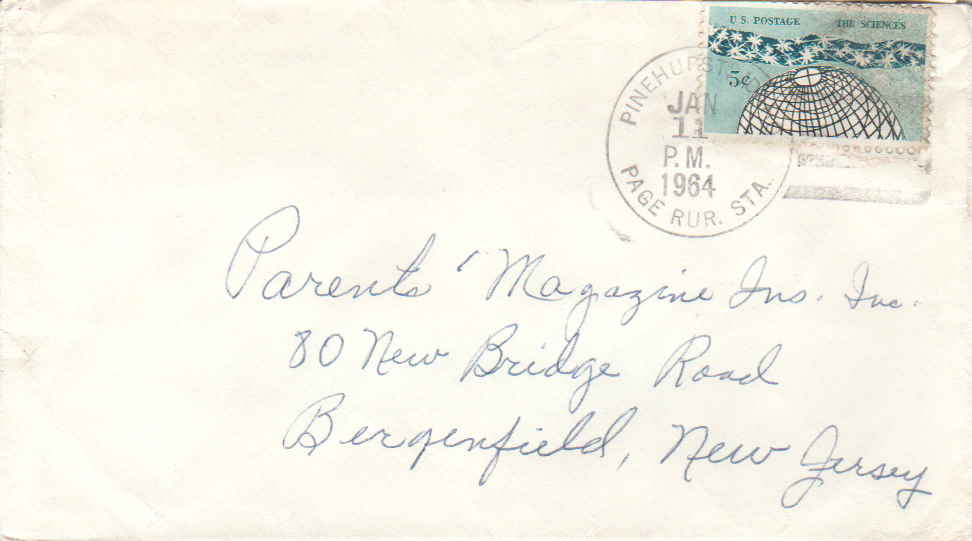 U.S. POSTAGE THE SCIENCES
5¢
PINEHURST
JAN
11
P.M.
1964
PAGE RUR. STA.
Parents' Magazine Ins. Inc.
80 New Bridge Road
Bergenfield, New Jersey